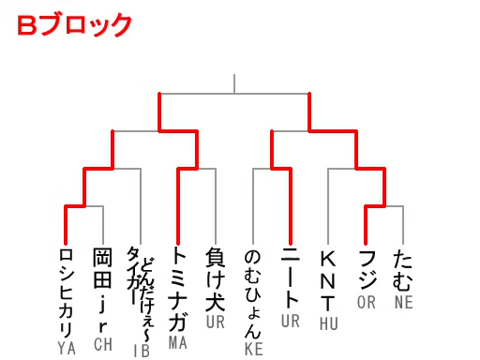 Bブロック
ロシヒカリ
YA
岡田jr
CH
どんだけぇ～
タイガー
IB
トミナガ
MA
負け犬
UR
のむひょん
KE
ニート
UR
KNT
HU
フジ
OR
たむ
NE